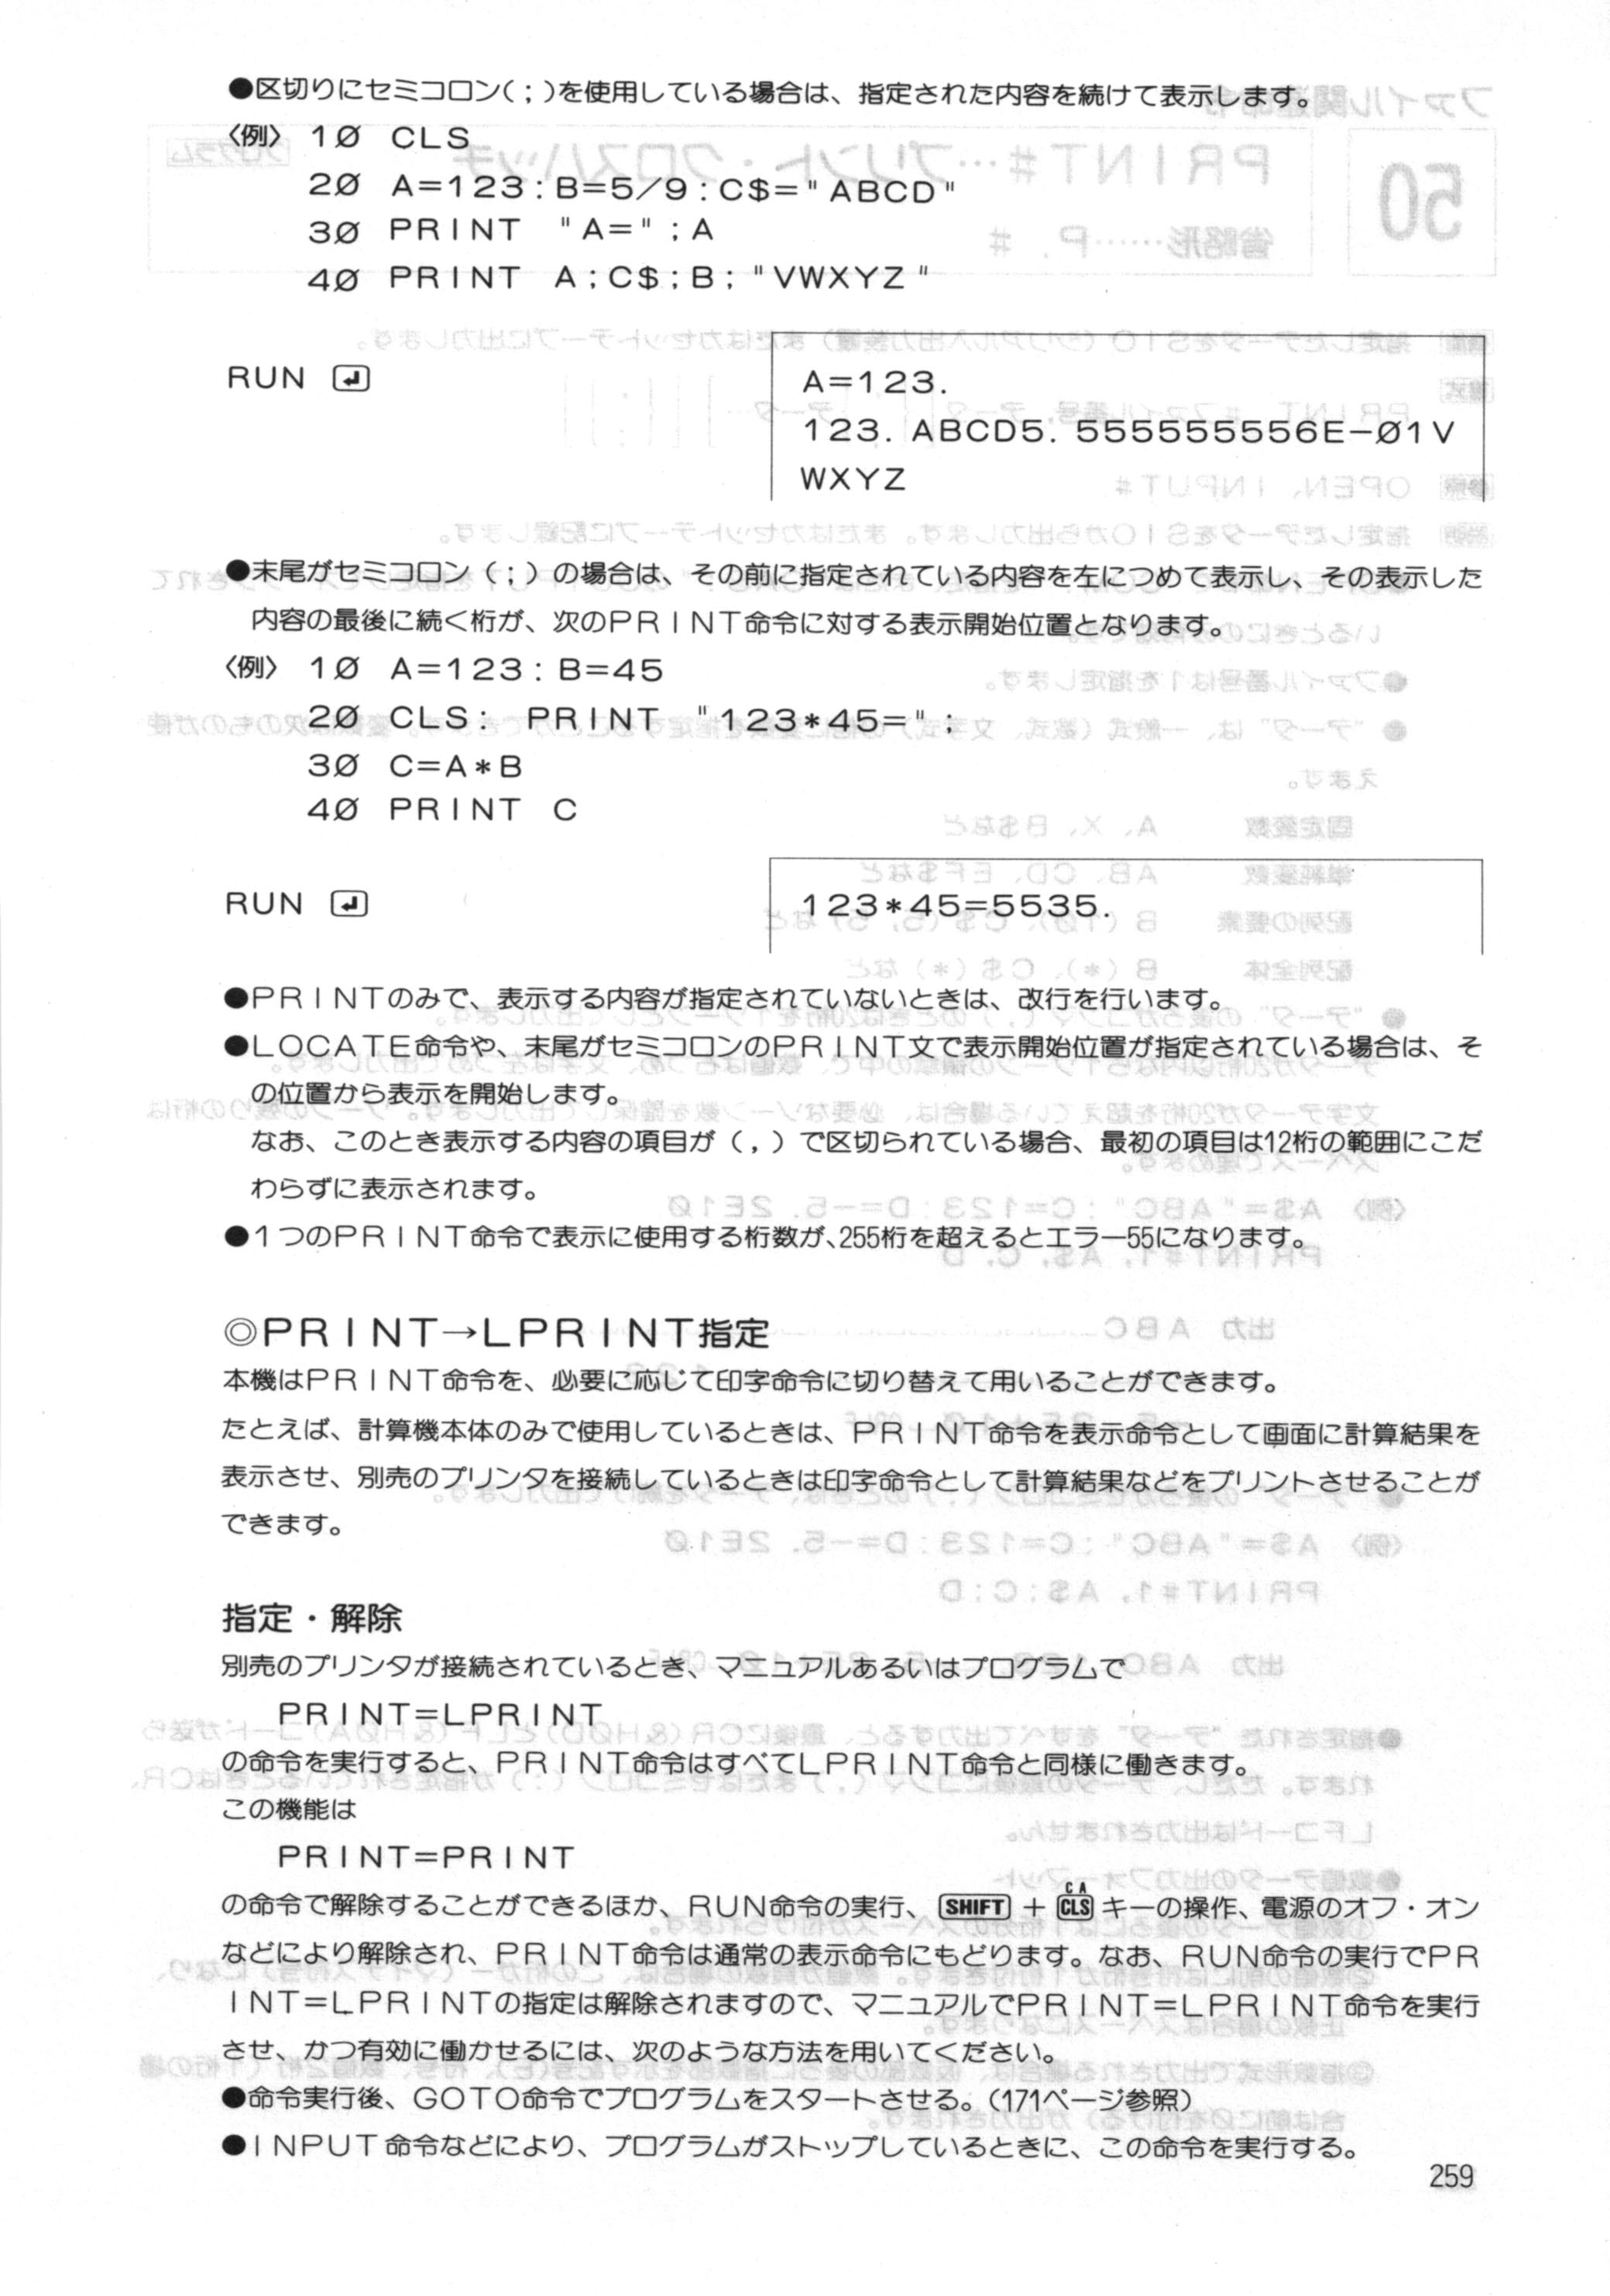 ●区切りにセミコロン(；)を使用している場合は、指定された内容を続けて表示します。
〈例〉 1Ø CLS
2Ø A=123:B=5/9:C$="ABCD"
3Ø PRINT "A=";A
4Ø PRINT A;C$;B;"VWXYZ"
RUN ↵
A=123.
123. ABCD5. 555555556E-Ø1V
WXYZ
●末尾がセミコロン（；）の場合は、その前に指定されている内容を左につめて表示し、その表示した
内容の最後に続く桁が、次のPRINT命令に対する表示開始位置となります。
〈例〉 1Ø A=123:B=45
2Ø CLS: PRINT "123*45=";
3Ø C=A*B
4Ø PRINT C
RUN ↵
123*45=5535.
●PRINTのみで、表示する内容が指定されていないときは、改行を行います。
●LOCATE命令や、末尾がセミコロンのPRINT文で表示開始位置が指定されている場合は、そ
の位置から表示を開始します。
なお、このとき表示する内容の項目が（，）で区切られている場合、最初の項目は12桁の範囲にこだ
わらずに表示されます。
●1つのPRINT命令で表示に使用する桁数が、255桁を超えるとエラー55になります。
◎PRINT→LPRINT指定
本機はPRINT命令を、必要に応じて印字命令に切り替えて用いることができます。
たとえば、計算機本体のみで使用しているときは、PRINT命令を表示命令として画面に計算結果を
表示させ、別売のプリンタを接続しているときは印字命令として計算結果などをプリントさせることが
できます。
指定・解除
別売のプリンタが接続されているとき、マニュアルあるいはプログラムで
PRINT=LPRINT
の命令を実行すると、PRINT命令はすべてLPRINT命令と同様に働きます。
この機能は
PRINT=PRINT
の命令で解除することができるほか、RUN命令の実行、SHIFT + CA CLS キーの操作、電源のオフ・オン
などにより解除され、PRINT命令は通常の表示命令にもどります。なお、RUN命令の実行でPR
INT=LPRINTの指定は解除されますので、マニュアルでPRINT=LPRINT命令を実行
させ、かつ有効に働かせるには、次のような方法を用いてください。
●命令実行後、GOTO命令でプログラムをスタートさせる。(171ページ参照)
●INPUT命令などにより、プログラムがストップしているときに、この命令を実行する。
259